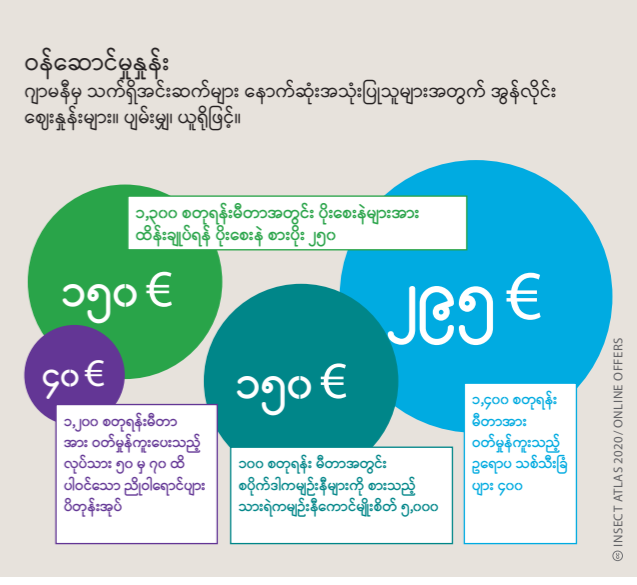 ဝန်ဆောင်မှုနှုန်း
ဂျာမနီမှ သက်ရှိအင်းဆက်များ နောက်ဆုံးအသုံးပြုသူများအတွက် အွန်လိုင်း
ဈေးနှုန်းများ။ ပျမ်းမျှ၊ ယူရိုဖြင့်။
၁,၃၀၀ စတုရန်းမီတာအတွင်း ပိုးစေးနဲများအား
ထိန်းချုပ်ရန် ပိုးစေးနဲ စားပိုး ၂၅၀
၁၅၀ €
၂၉၅ €
၄၀ €
၁၅၀ €
၁,၂၀၀ စတုရန်းမီတာ
အား ဝတ်မှုန်ကူးပေးသည့်
လုပ်သား ၅၀ မှ ၇၀ ထိ
ပါဝင်သော ညိုဝါရောင်ပျား
ပိတုန်းအုပ်
၁၀၀ စတုရန်း မီတာအတွင်း
စပိုက်ဒါကမျဉ်းနီများကို စားသည့်
သားရဲကမျဉ်းနီကောင်မျိုးစိတ် ၅,၀၀၀
၁,၄၀၀ စတုရန်း
မီတာအား
ဝတ်မှုန်ကူးသည့်
ဥရောပ သစ်သီးခြံ
ပျား ၄၀၀
INSECT ATLAS 2020 / ONLINE OFFERS